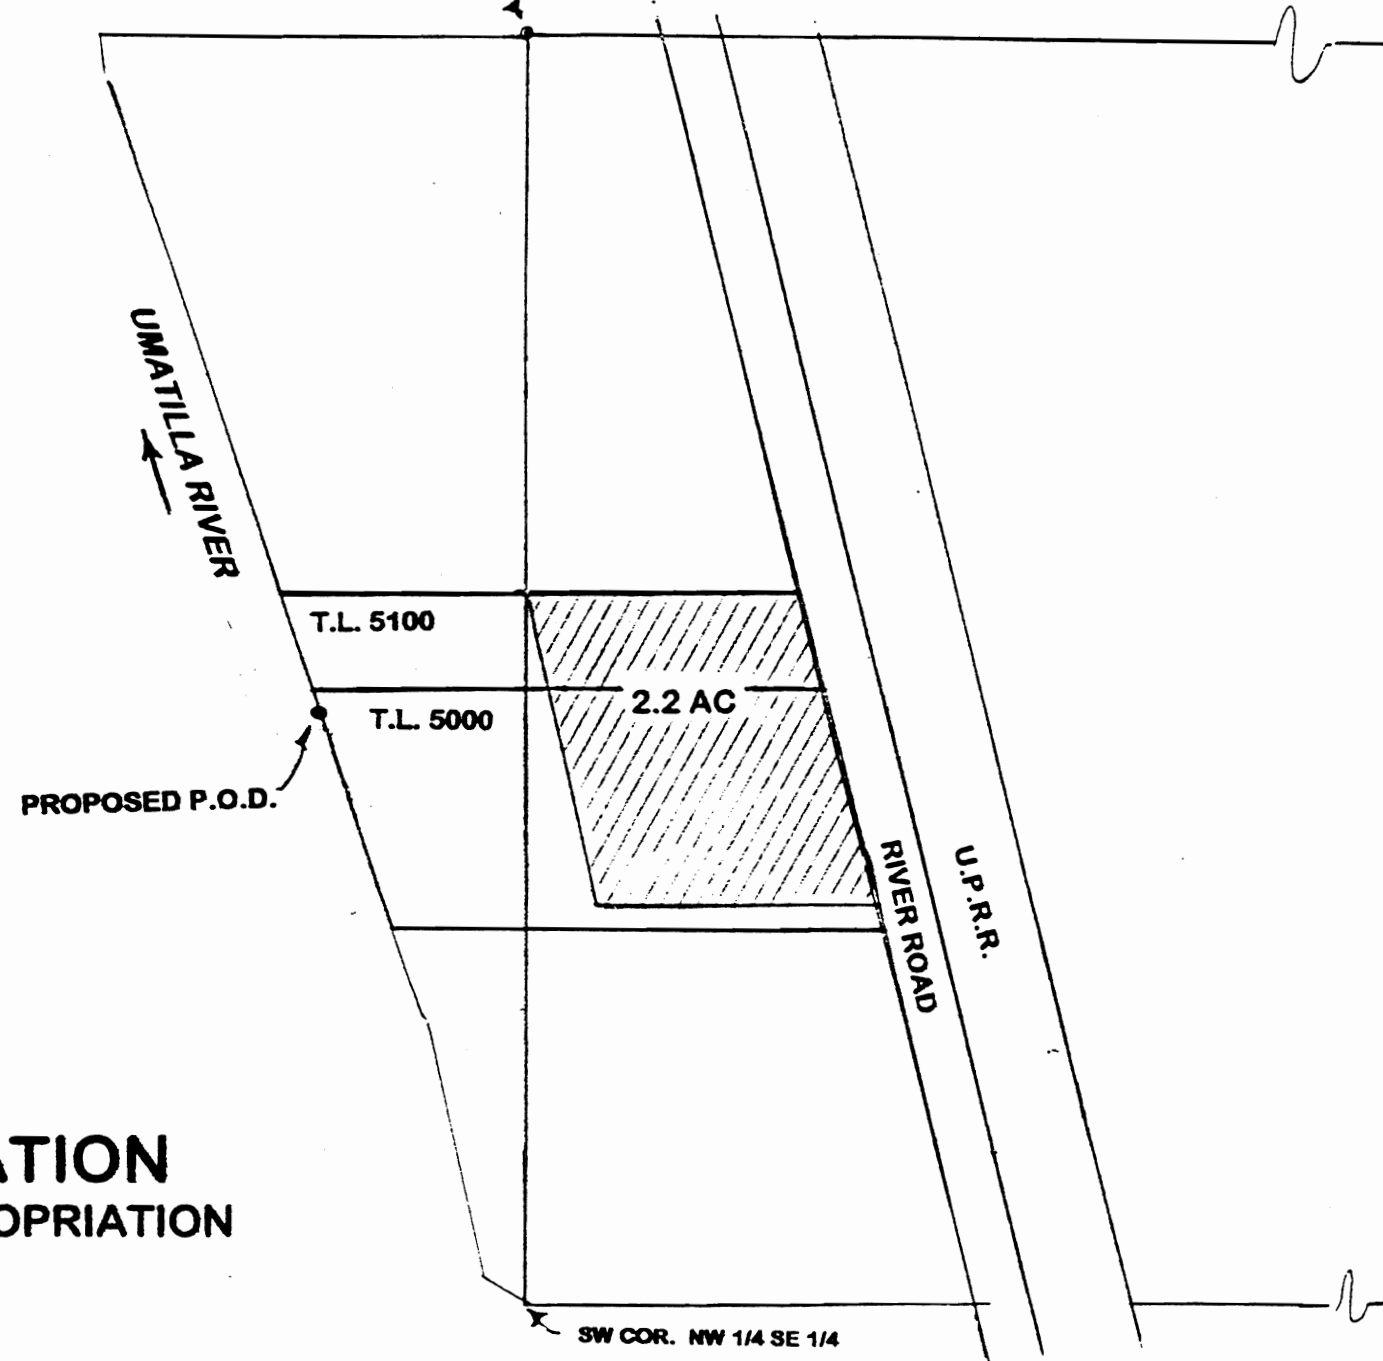 UMATILLA RIVER
T.L. 5100
2.2 AC
T.L. 5000
PROPOSED P.O.D.
RIVER ROAD
U.P.R.R.
ATION
OPRIATION
SW COR. NW 1/4 SE 1/4